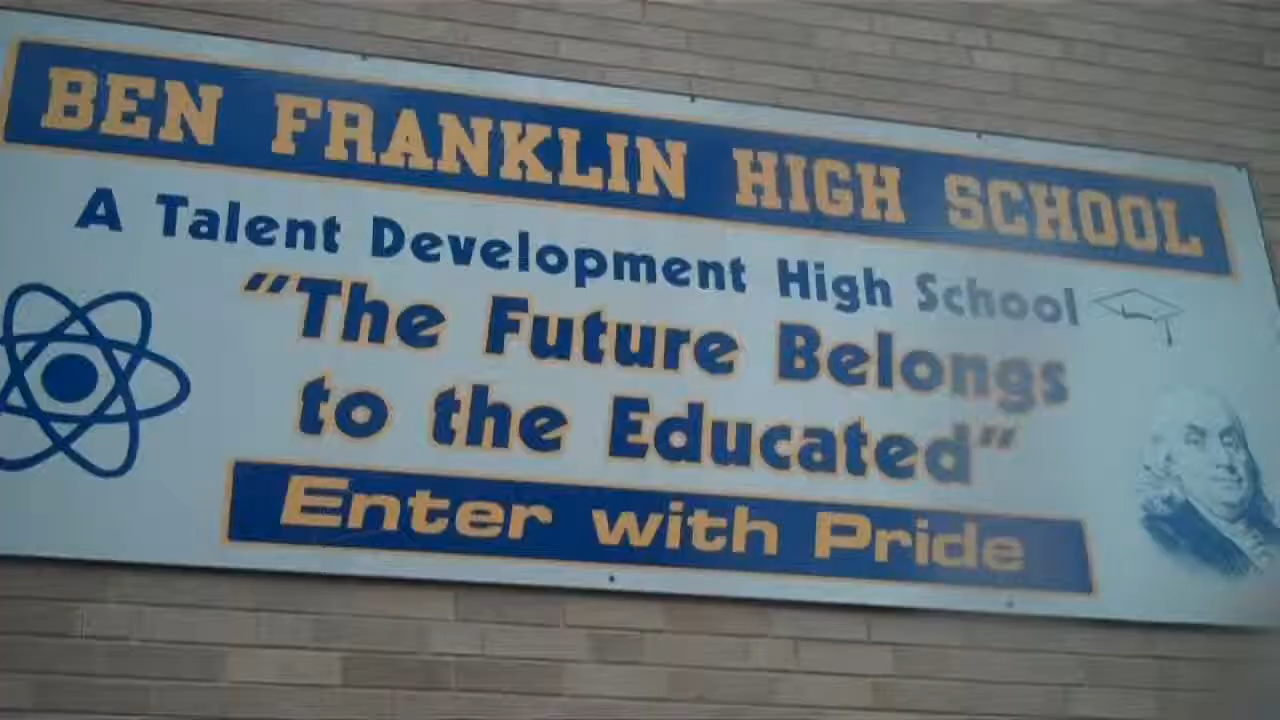 BEN FRANKLIN HIGH SCHOOL
A Talent Development High School
"The Future Belongs
to the Educated"
Enter with Pride